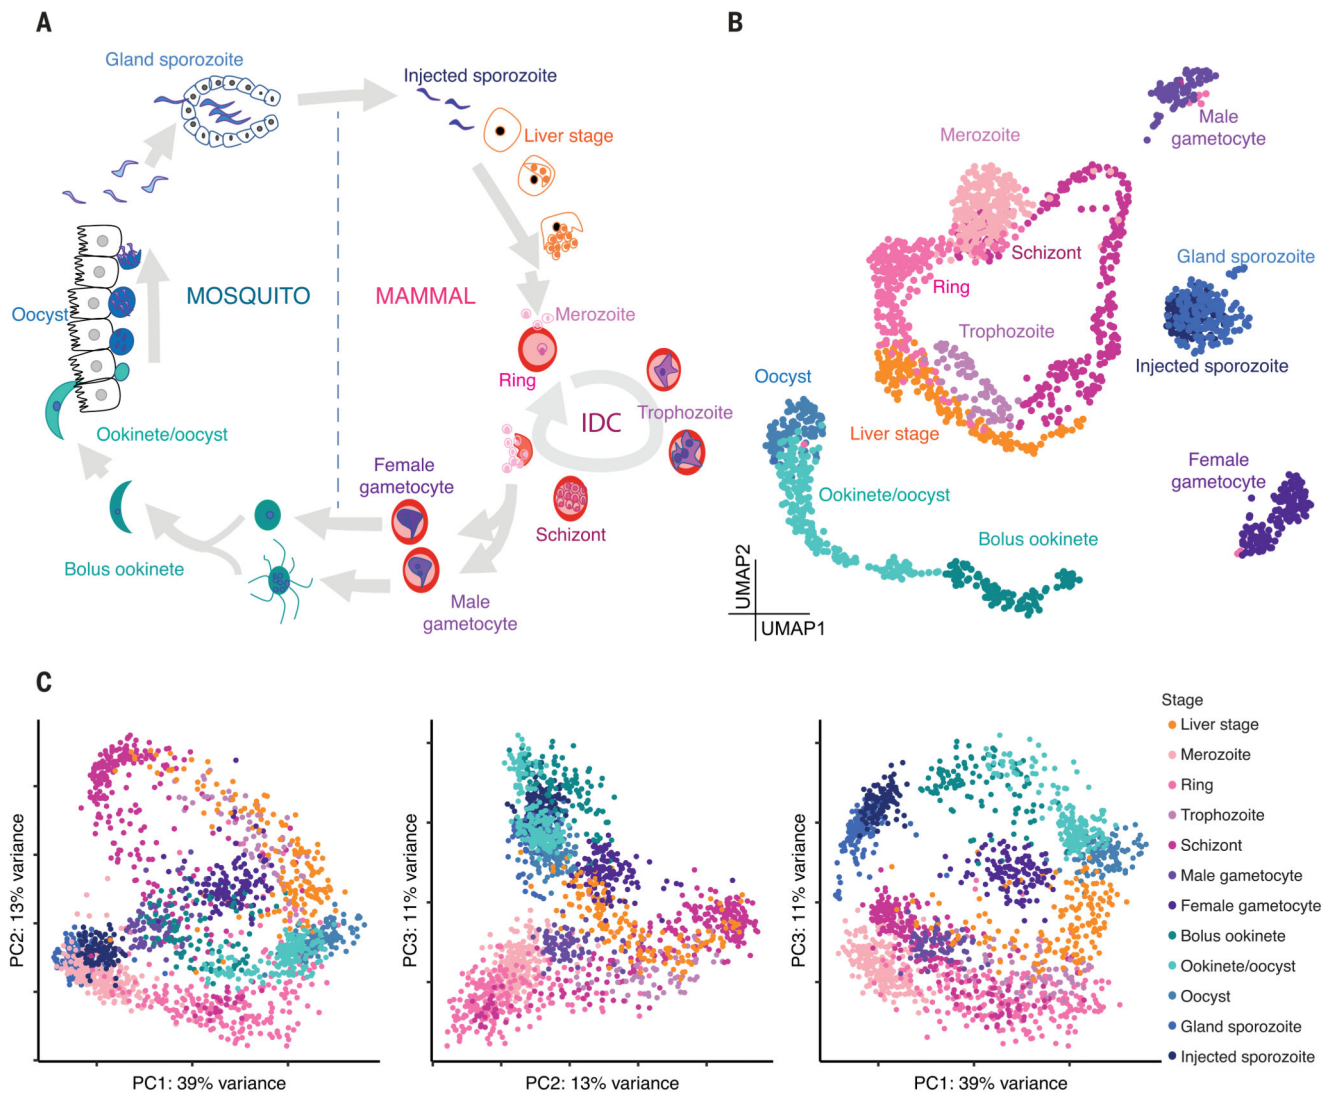 A
Gland sporozoite
Injected sporozoite
Liver stage
MOSQUITO
MAMMAL
Oocyst
Merozoite
Ring
Trophozoite
IDC
Ookinete/oocyst
Female
gametocyte
Schizont
Bolus ookinete
Male
gametocyte
B
Male
gametocyte
Merozoite
Schizont
Gland sporozoite
Ring
Trophozoite
Injected sporozoite
Oocyst
Liver stage
Female
gametocyte
Ookinete/oocyst
Bolus ookinete
UMAP2
UMAP1
C
PC2: 13% variance
PC1: 39% variance
PC3: 11% variance
PC2: 13% variance
PC3: 11% variance
PC1: 39% variance
Stage
Liver stage
Merozoite
Ring
Trophozoite
Schizont
Male gametocyte
Female gametocyte
Bolus ookinete
Ookinete/oocyst
Oocyst
Gland sporozoite
Injected sporozoite